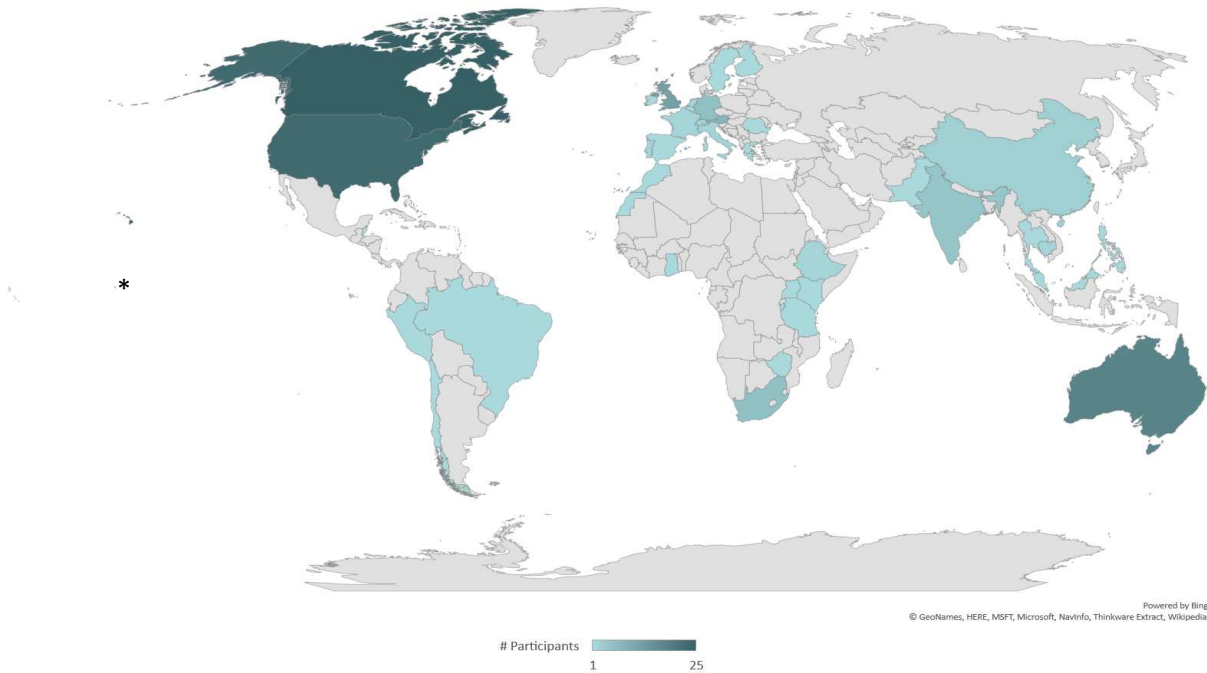 *
Powered by Bing
© GeoNames, HERE, MSFT, Microsoft, NavInfo, Thinkware Extract, Wikipedia
# Participants
1 25